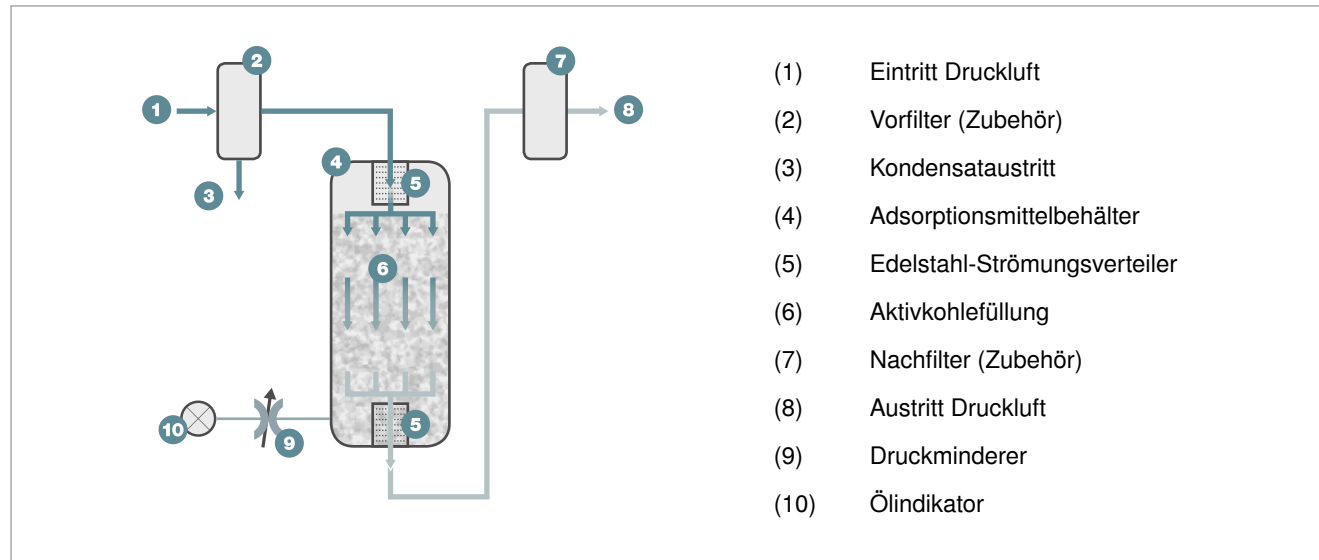 2
7
1
8
4
5
3
6
5
10
9
(1) Eintritt Druckluft
(2) Vorfilter (Zubehör)
(3) Kondensataustritt
(4) Adsorptionsmittelbehälter
(5) Edelstahl-Strömungsverteiler
(6) Aktivkohlefüllung
(7) Nachfilter (Zubehör)
(8) Austritt Druckluft
(9) Druckminderer
(10) Ölindikator